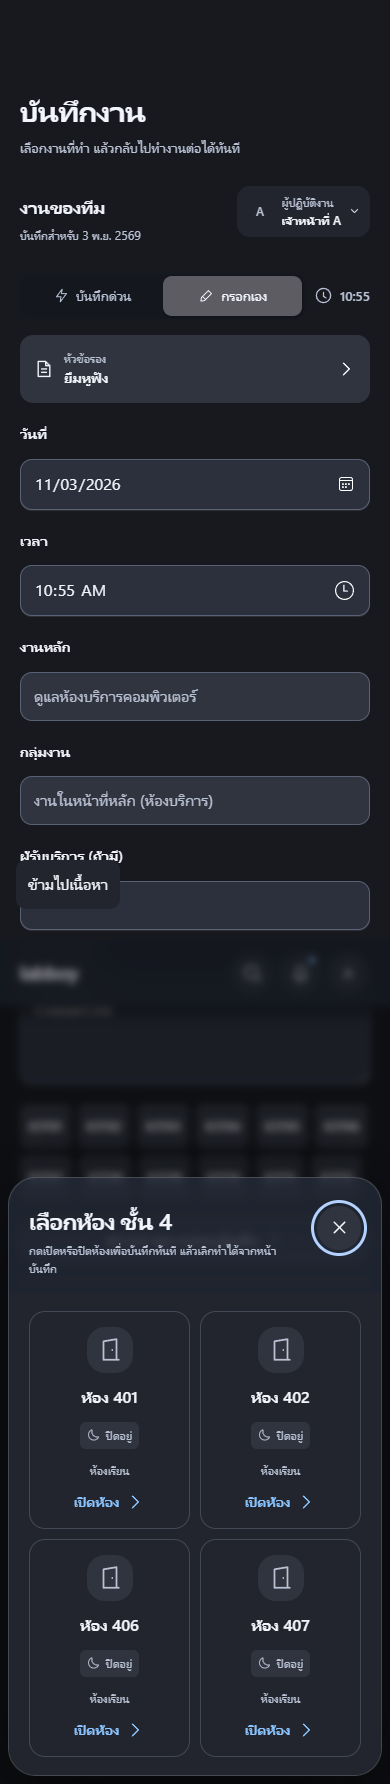 บันทึกงาน
เลือกงานที่ทำ แล้วกลับไปทำงานต่อได้ทันที
งานของทีม
บันทึกสำหรับ 3 พ.ย. 2569
A
ผู้ปฏิบัติงาน
เจ้าหน้าที่ A
บันทึกด่วน
กรอกเอง
10:55
หัวข้อรอง
ยืมหูฟัง
วันที่
11/03/2026
เวลา
10:55 AM
งานหลัก
ดูแลห้องบริการคอมพิวเตอร์
กลุ่มงาน
งานในหน้าที่หลัก (ห้องบริการ)
ผู้รับบริการ (ถ้ามี)
ข้ามไปเนื้อหา
เลือกห้อง ชั้น 4
กดเปิดหรือปิดห้องเพื่อบันทึกทันที แล้วเลิกทำได้จากหน้า
บันทึก
ห้อง 401
ปิดอยู่
ห้องเรียน
เปิดห้อง
ห้อง 402
ปิดอยู่
ห้องเรียน
เปิดห้อง
ห้อง 406
ปิดอยู่
ห้องเรียน
เปิดห้อง
ห้อง 407
ปิดอยู่
ห้องเรียน
เปิดห้อง